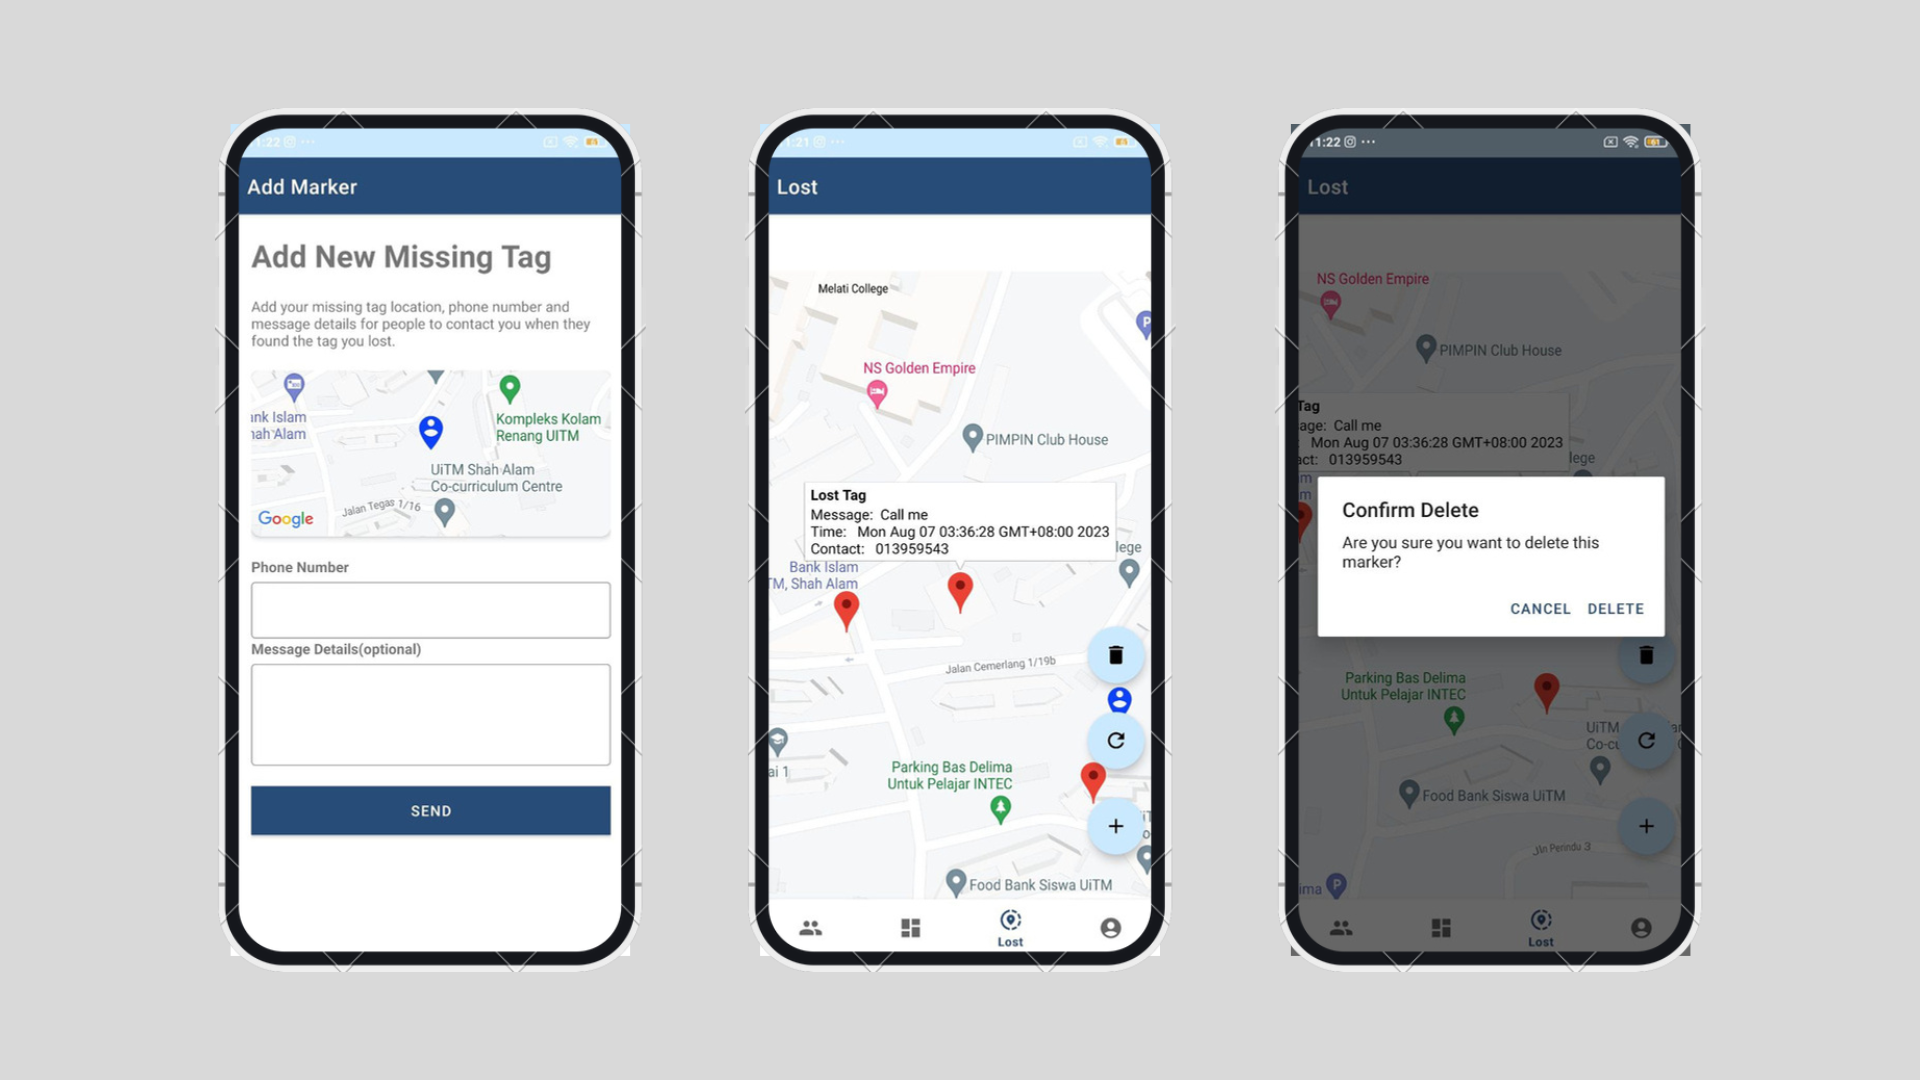 1:22
Add Marker
Add New Missing Tag
Add your missing tag location, phone number and
message details for people to contact you when they
found the tag you lost.
nk Islam
nah Alam
Kompleks Kolam
Renang UITM
UiTM Shah Alam
Co-curriculum Centre
Jalan Tegas 1/16
Google
Phone Number
Message Details(optional)
SEND
1:21
Lost
Melati College
P
NS Golden Empire
PIMPIN Club House
Lost Tag
Message: Call me
Time: Mon Aug 07 03:36:28 GMT+08:00 2023
Contact: 013959543
lege
Bank Islam
TM, Shah Alam
Jalan Cemerlang 1/19b
ai 1
Parking Bas Delima
Untuk Pelajar INTEC
Food Bank Siswa UiTM
Lost
11:22
61
Lost
NS Golden Empire
PIMPIN Club House
Tag
age: Call me
: Mon Aug 07 03:36:28 GMT+08:00 2023
act: 013959543
lege
m
m
Confirm Delete
Are you sure you want to delete this
marker?
CANCEL DELETE
Parking Bas Delima
Untuk Pelajar INTEC
UiTM
Co-cu
Food Bank Siswa UiTM
Jln Perindu 3
ima P
Lost